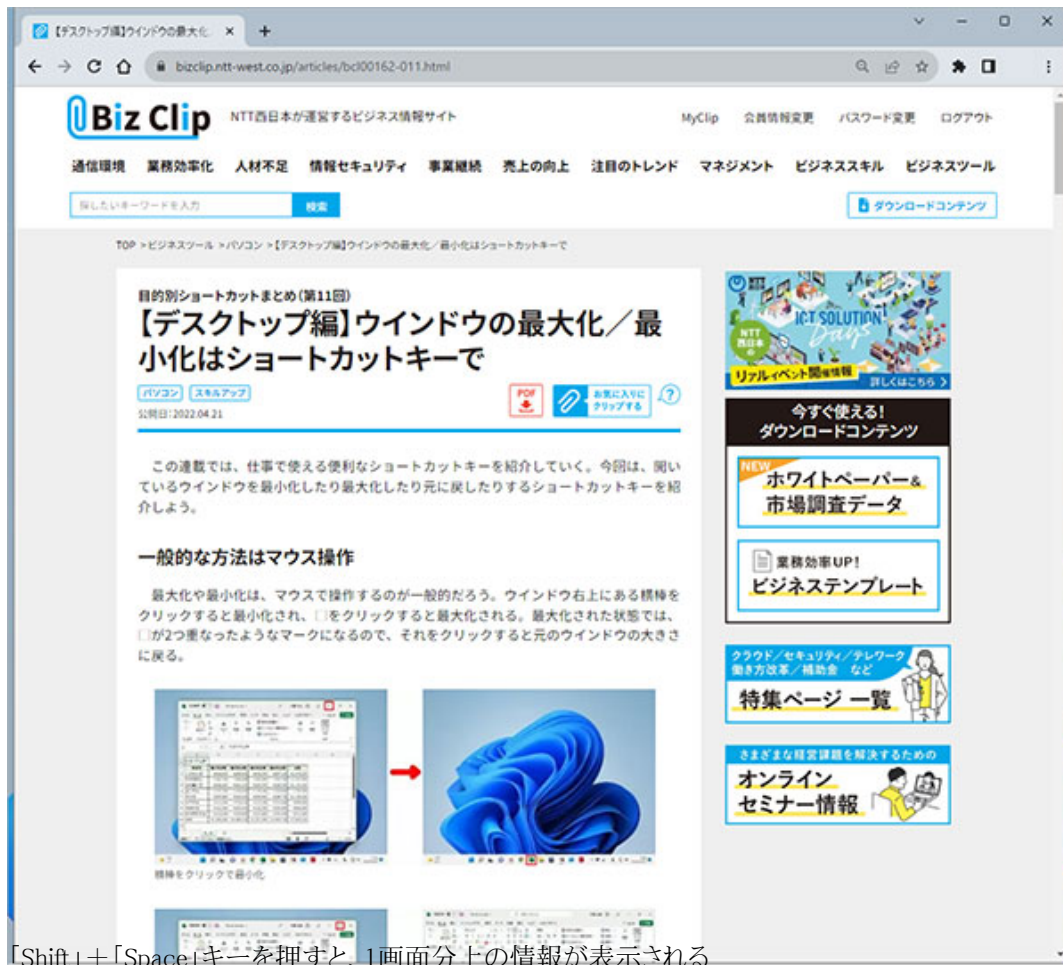 【デスクトップ編】ウインドウの最大化
bizclip.ntt-west.co.jp/articles/bcl00162-011.html
Biz Clip
NTT西日本が運営するビジネス情報サイト
MyClip 会員情報変更 パスワード変更 ログアウト
通信環境 業務効率化 人材不足 情報セキュリティ 事業継続 売上の向上 注目のトレンド マネジメント ビジネススキル ビジネスツール
探したいキーワードを入力 検索 ダウンロードコンテンツ
TOP >ビジネスツール >パソコン >【デスクトップ編】ウインドウの最大化／最小化はショートカットキーで
目的別ショートカットまとめ(第11回)
【デスクトップ編】ウインドウの最大化／最
小化はショートカットキーで
パソコン スキルアップ
公開日:2022.04.21
PDF
お気に入りに
クリップする
?
この連載では、仕事で使える便利なショートカットキーを紹介していく。今回は、開い
ているウインドウを最小化したり最大化したり元に戻したりするショートカットキーを紹
介しよう。
一般的な方法はマウス操作
最大化や最小化は、マウスで操作するのが一般的だろう。ウインドウ右上にある横棒を
クリックすると最小化され、□をクリックすると最大化される。最大化された状態では、
□が2つ重なったようなマークになるので、それをクリックすると元のウインドウの大きさ
に戻る。
横棒をクリックで最小化
NTT
ICT SOLUTION
Days
NTT
西日本
の
リアルイベント開催情報
詳しくはこちら >
今すぐ使える!
ダウンロードコンテンツ
NEW
ホワイトペーパー&
市場調査データ
業務効率UP!
ビジネステンプレート
クラウド／セキュリティ／テレワーク
働き方改革／補助金 など
特集ページ 一覧
さまざまな経営課題を解決するための
オンライン
セミナー情報
「Shift」＋「Space」キーを押すと、1画面分上の情報が表示される